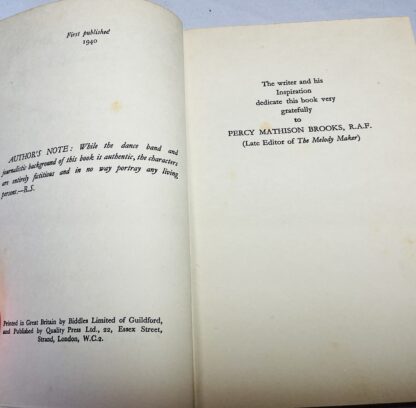 First published
1940
AUTHOR'S NOTE: While the dance band and
journalistic background of this book is authentic, the characters
are entirely fictitious and in no way portray any living
persons.—R.S.
Printed in Great Britain by Biddles Limited of Guildford,
and Published by Quality Press Ltd., 22, Essex Street,
Strand, London, W.C.2.
The writer and his
Inspiration
dedicate this book very
gratefully
to
PERCY MATHISON BROOKS, R.A.F.
(Late Editor of The Melody Maker)